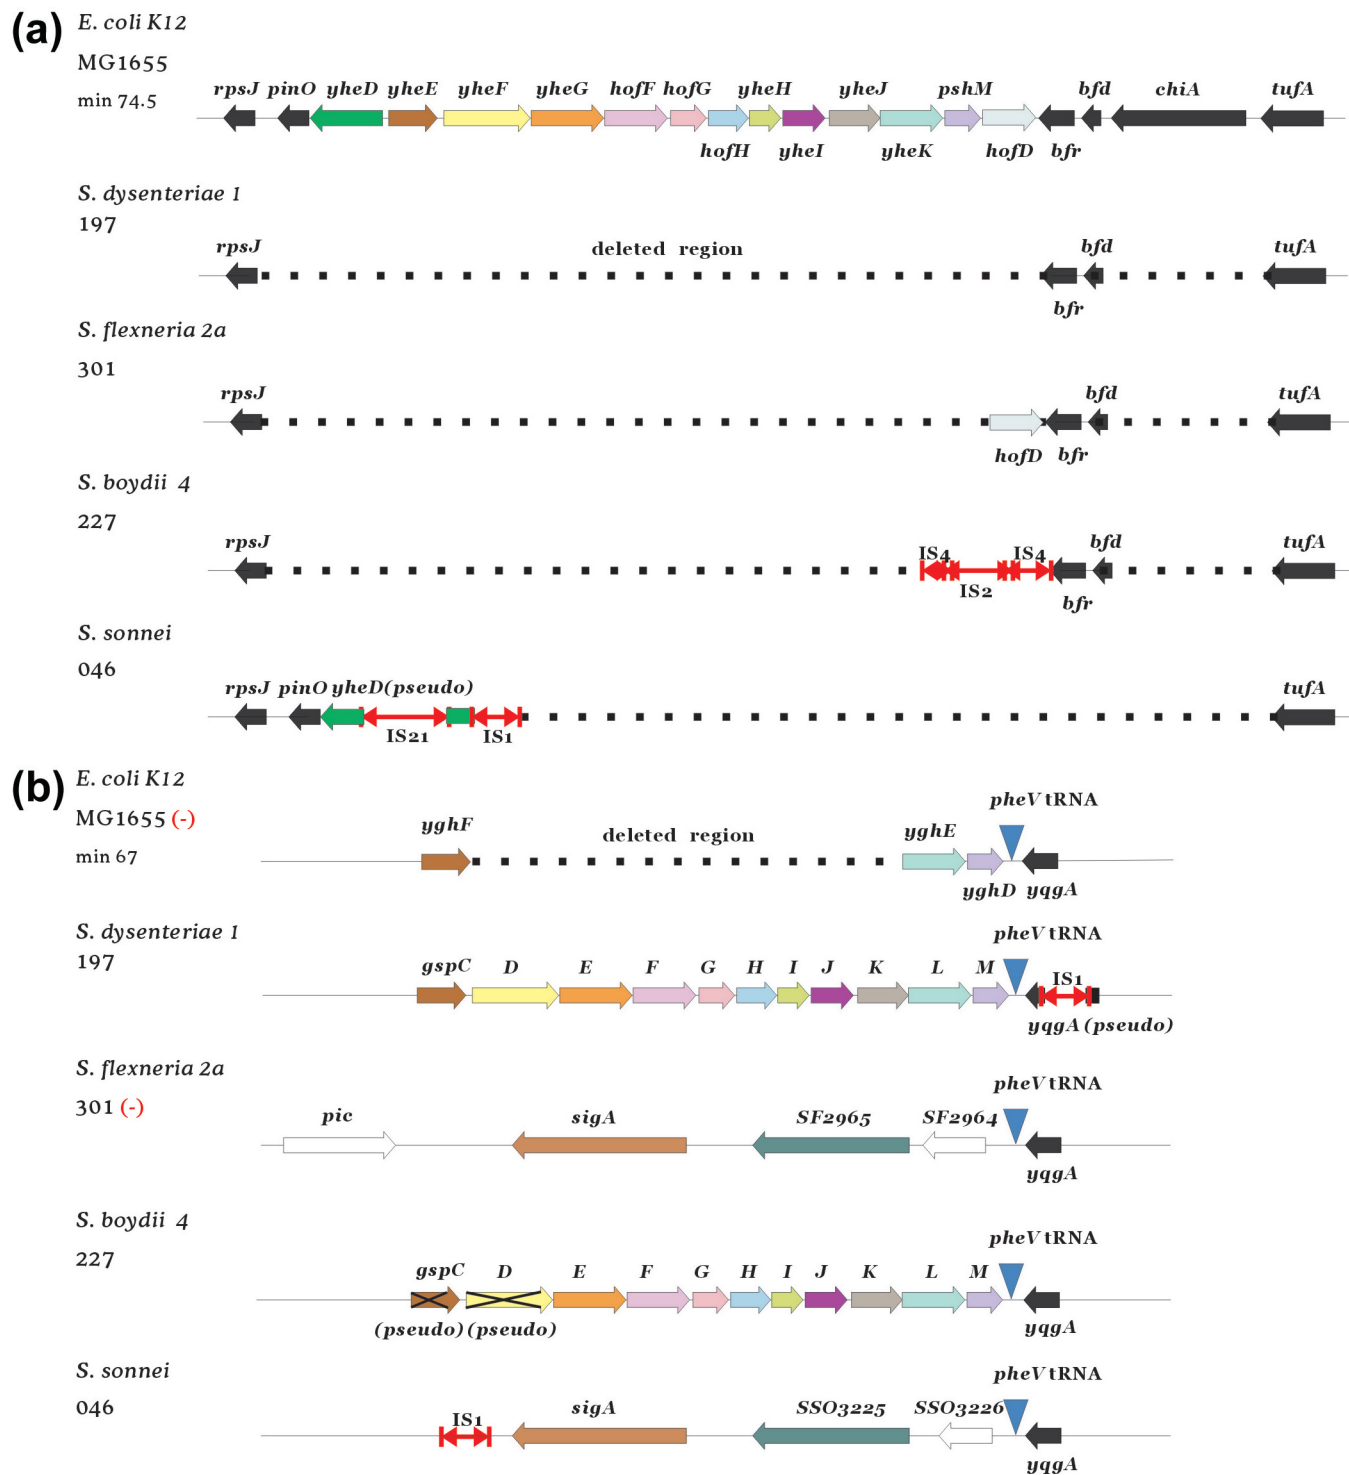 (a)
E. coli K12
MG1655
min 74.5
rpsJ pinO yheD yheE yheF yheG hofF hofG yheH yheJ pshM bfd chiA tufA
hofH yheI yheK hofD bfr
S. dysenteriae 1
197
rpsJ deleted region bfd tufA
bfr
S. flexneria 2a
301
rpsJ bfd tufA
hofD bfr
S. boydii 4
227
rpsJ IS4 IS4 bfd tufA
IS2 bfr
S. sonnei
046
rpsJ pinO yheD(pseudo) tufA
IS21 IS1
(b)
E. coli K12
MG1655 (-)
min 67
pheV tRNA
yghF deleted region yghE
yghD yqgA
S. dysenteriae 1
197
pheV tRNA
gspC D E F G H I J K L M IS1
yqgA (pseudo)
S. flexneria 2a
301 (-)
pheV tRNA
pic sigA SF2965 SF2964
yqgA
S. boydii 4
227
pheV tRNA
gspC D E F G H I J K L M
(pseudo) (pseudo) yqgA
S. sonnei
046
pheV tRNA
IS1 sigA SSO3225 SSO3226
yqgA